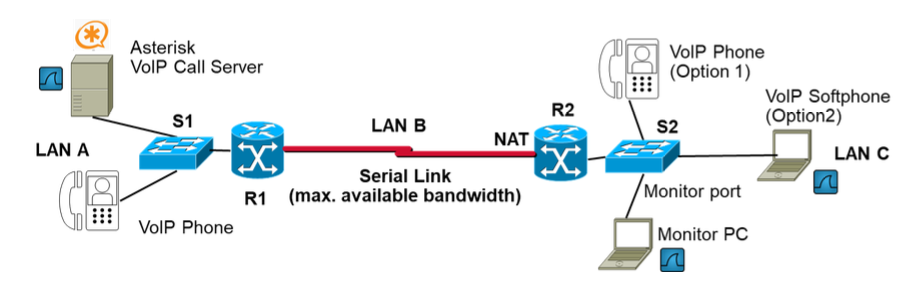 Asterisk
VoIP Call Server
S1
LAN A
R1
VoIP Phone
LAN B
Serial Link
(max. available bandwidth)
NAT
R2
VoIP Phone
(Option 1)
S2
VoIP Softphone
(Option2)
LAN C
Monitor port
Monitor PC